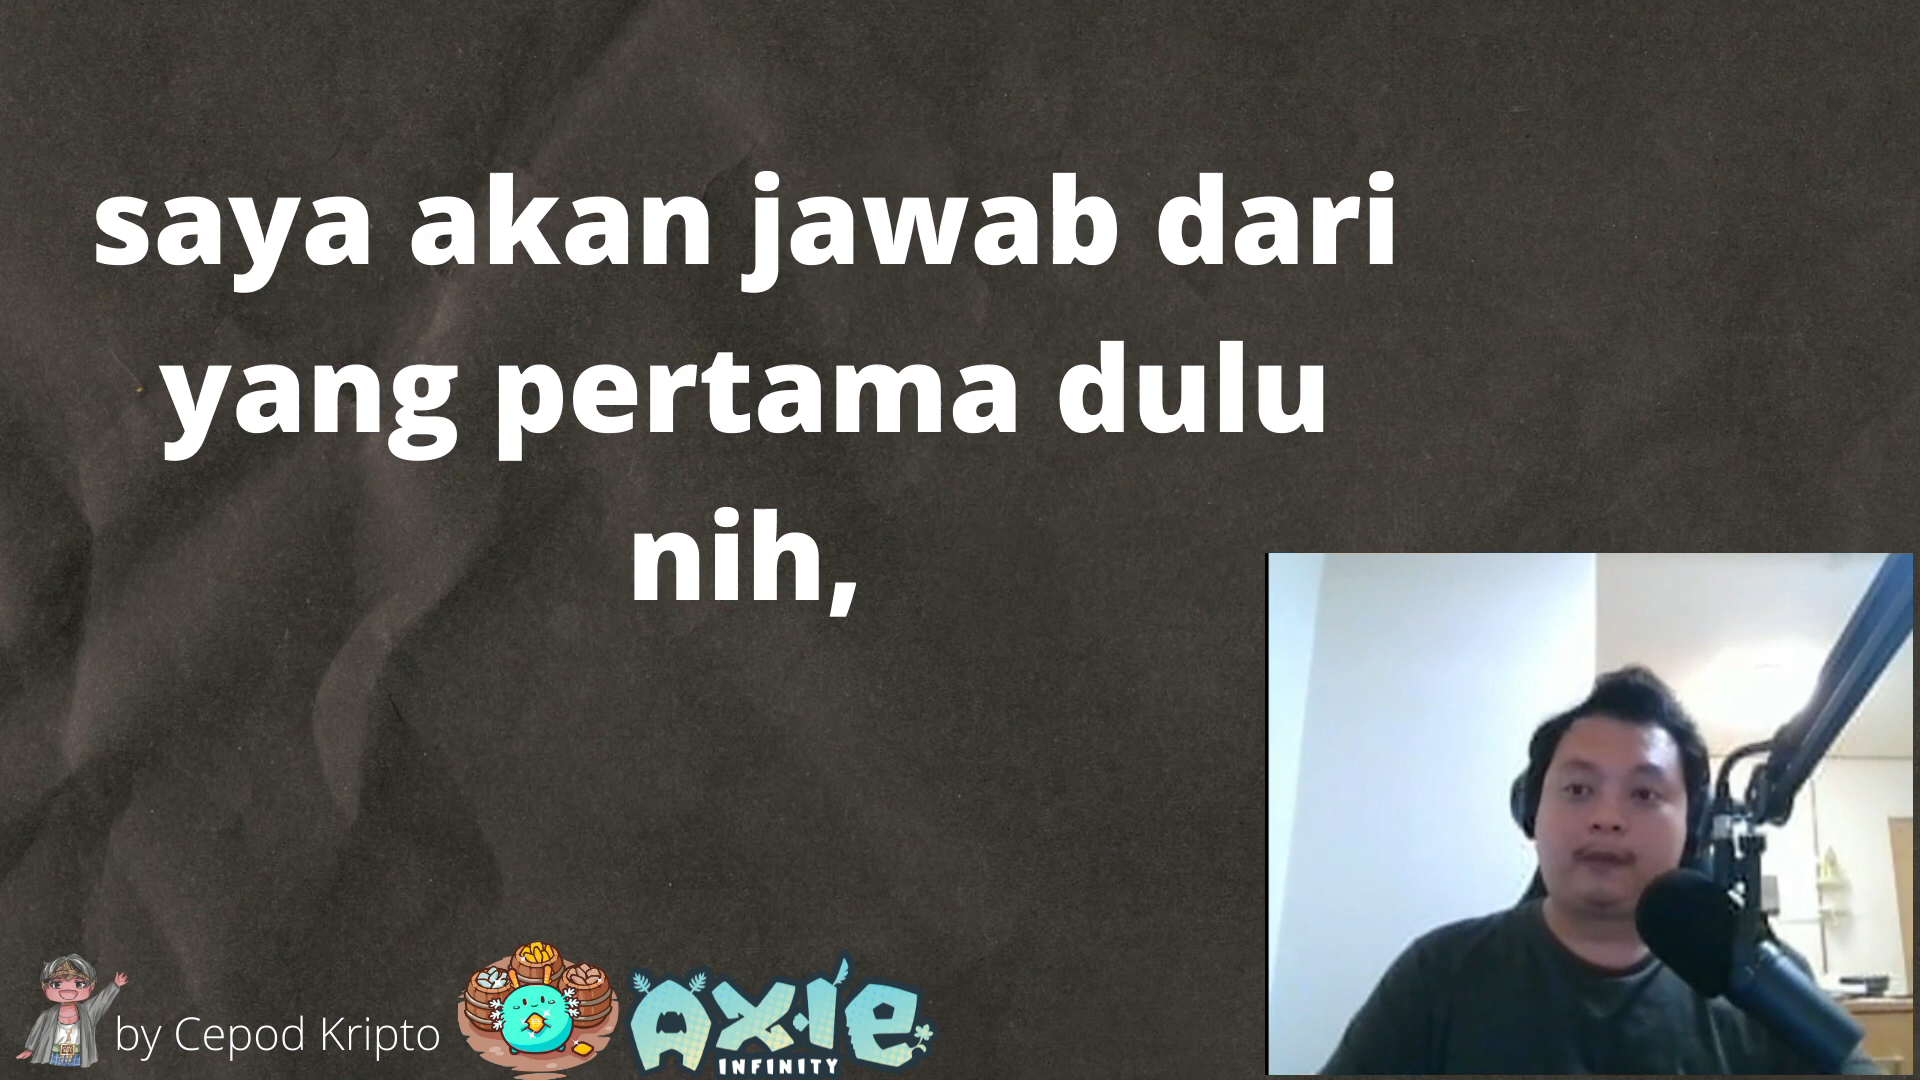 saya akan jawab dari
yang pertama dulu
nih,
by Cepod Kripto
AXIE
INFINITY